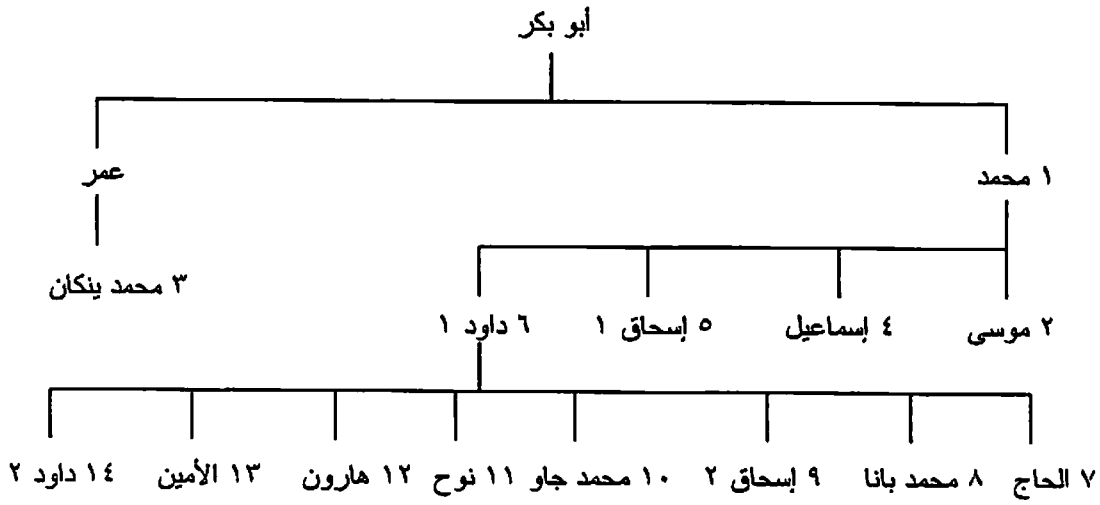 أبو بكر
١ محمد
عمر
٣ محمد ينكان
٢ موسى
٤ إسماعيل
٥ إسحاق ١
٦ داود ١
٧ الحاج
٨ محمد بانا
٩ إسحاق ٢
١٠ محمد جاو
١١ نوح
١٢ هارون
١٣ الأمين
١٤ داود ٢